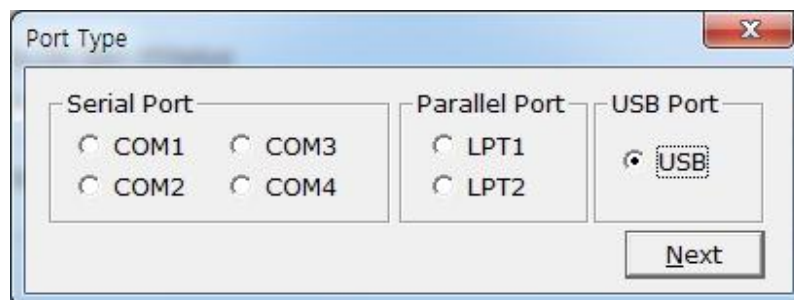 Port Type
Serial Port Parallel Port USB Port
COM1 COM3 LPT1 USB
COM2 COM4 LPT2
Next